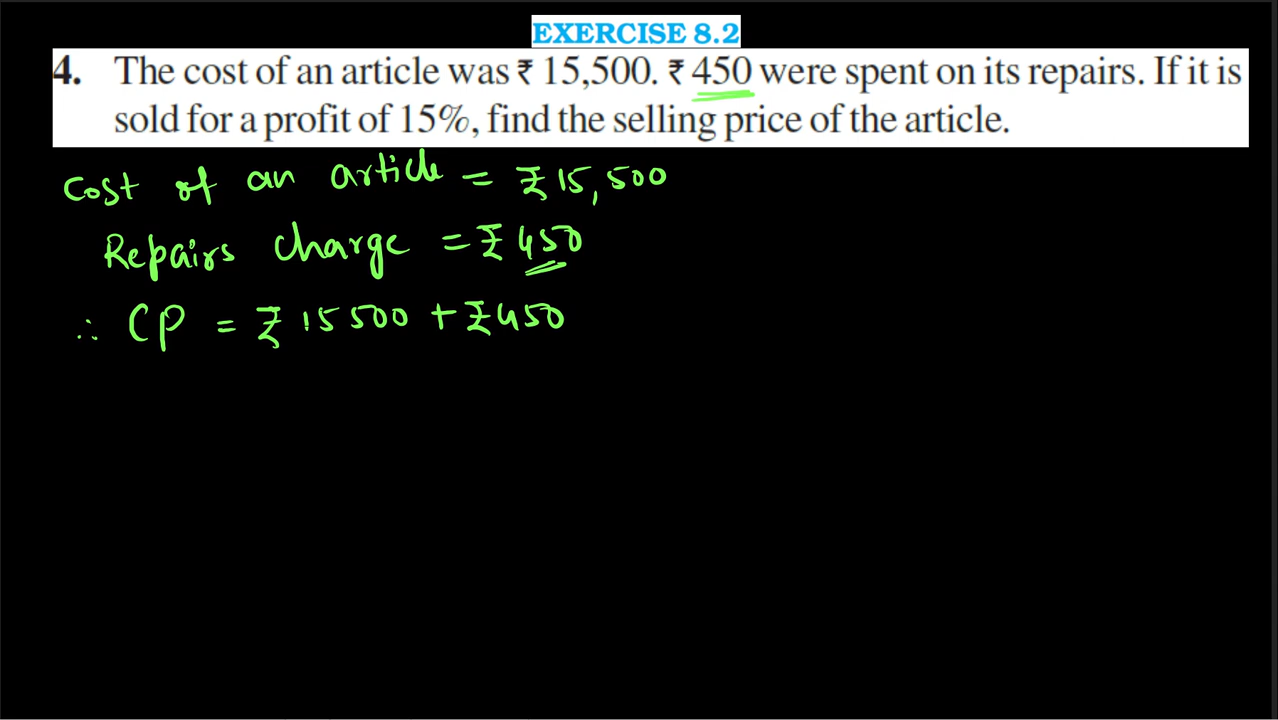 EXERCISE 8.2
4. The cost of an article was ₹ 15,500. ₹ 450 were spent on its repairs. If it is
sold for a profit of 15%, find the selling price of the article.
Cost of an article = ₹15,500
Repairs charge = ₹450
∴ CP = ₹15500 + ₹450